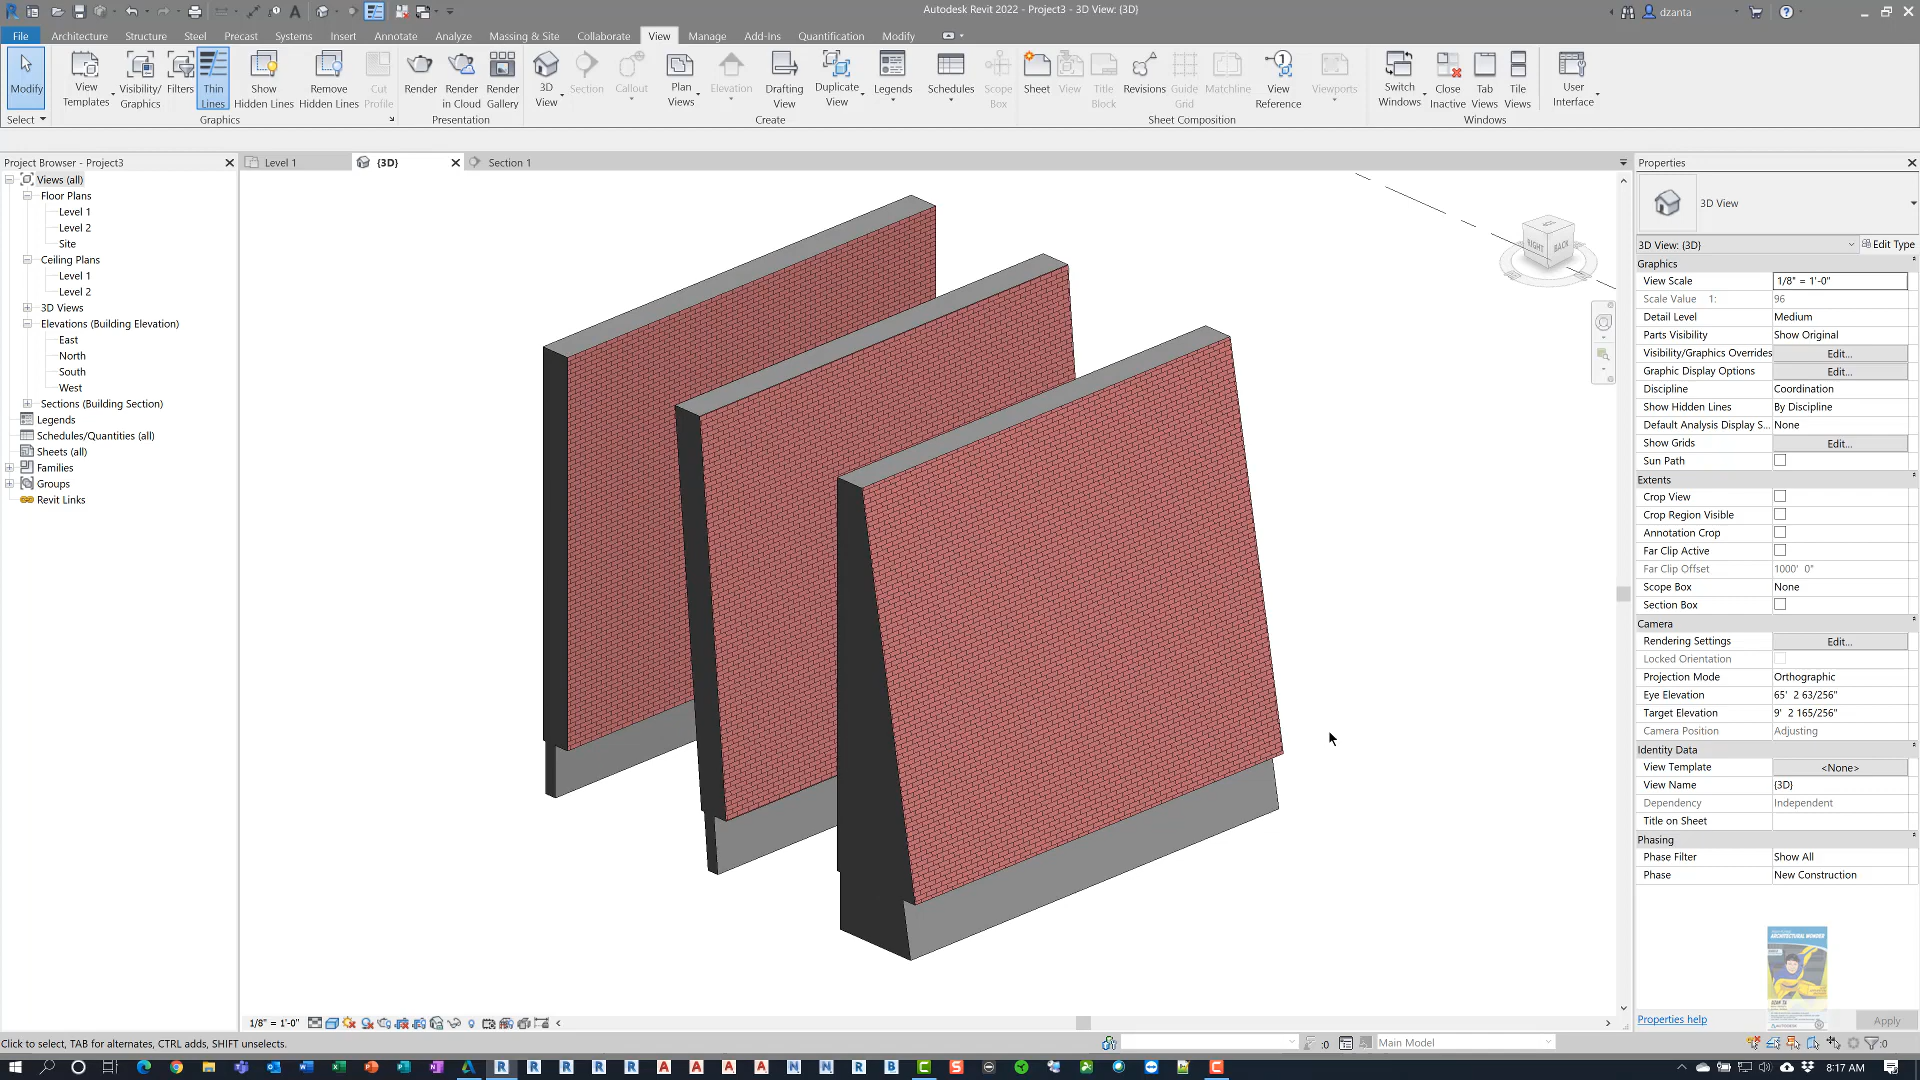 Autodesk Revit 2022 - Project3 - 3D View: {3D}
dzanta
File Architecture Structure Steel Precast Systems Insert Annotate Analyze Massing & Site Collaborate View Manage Add-Ins Quantification Modify
Modify
View Templates
Visibility/ Graphics
Filters
Thin Lines
Show Hidden Lines
Remove Hidden Lines
Cut Profile
Render
Render in Cloud
Render Gallery
3D View
Section
Callout
Plan Views
Elevation
Drafting View
Duplicate View
Legends
Schedules
Scope Box
Sheet
View
Title Block
Revisions
Guide Grid
Matchline
View Reference
Viewports
Switch Windows
Close Inactive
Tab Views
Tile Views
User Interface
Select Graphics Presentation Create Sheet Composition Windows
Project Browser - Project3
Level 1 {3D} Section 1
Views (all)
Floor Plans
Level 1
Level 2
Site
Ceiling Plans
Level 1
Level 2
3D Views
Elevations (Building Elevation)
East
North
South
West
Sections (Building Section)
Legends
Schedules/Quantities (all)
Sheets (all)
Families
Groups
Revit Links
RIGHT BACK
Properties
3D View
3D View: {3D} Edit Type
Graphics
View Scale 1/8" = 1'-0"
Scale Value 1: 96
Detail Level Medium
Parts Visibility Show Original
Visibility/Graphics Overrides Edit...
Graphic Display Options Edit...
Discipline Coordination
Show Hidden Lines By Discipline
Default Analysis Display S... None
Show Grids Edit...
Sun Path
Extents
Crop View
Crop Region Visible
Annotation Crop
Far Clip Active
Far Clip Offset 1000' 0"
Scope Box None
Section Box
Camera
Rendering Settings Edit...
Locked Orientation
Projection Mode Orthographic
Eye Elevation 65' 2 63/256"
Target Elevation 9' 2 165/256"
Camera Position Adjusting
Identity Data
View Template <None>
View Name {3D}
Dependency Independent
Title on Sheet
Phasing
Phase Filter Show All
Phase New Construction
ARCHITECTURAL WONDER
Properties help Apply
1/8" = 1'-0"
Click to select, TAB for alternates, CTRL adds, SHIFT unselects.
:0
Main Model
:0
8:17 AM